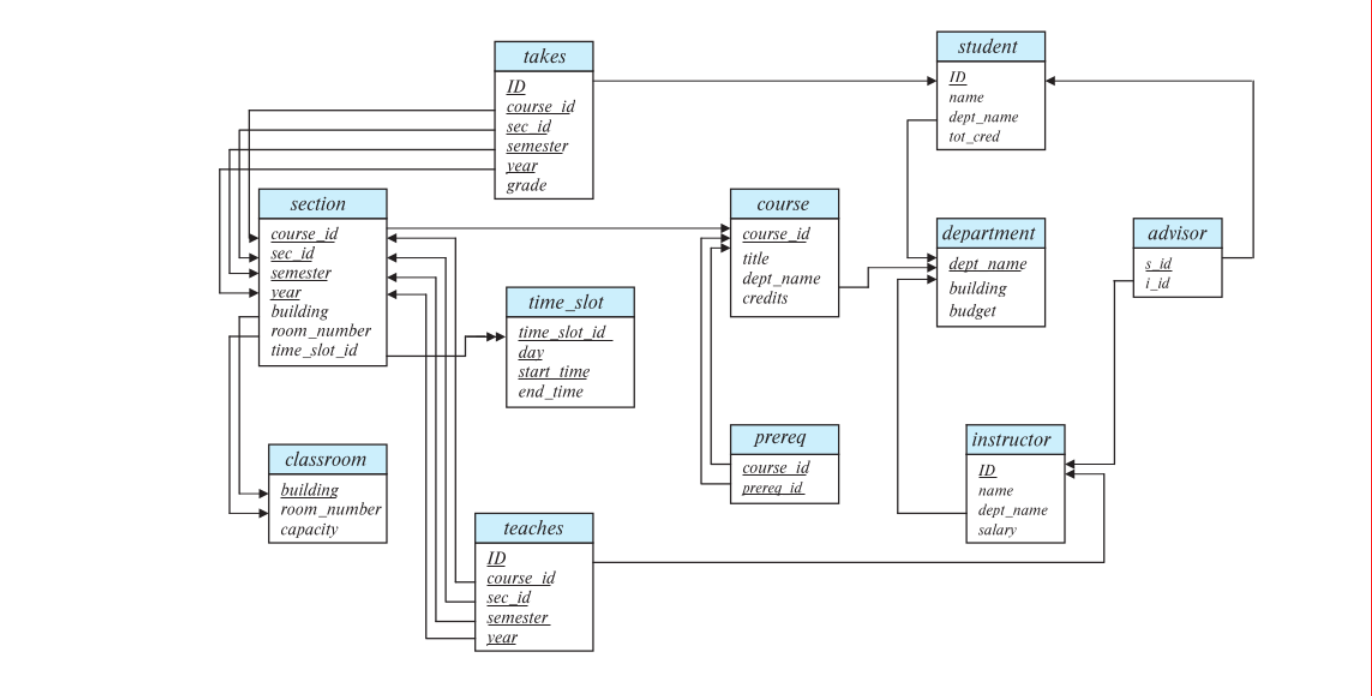 takes
ID
course_id
sec_id
semester
year
grade
student
ID
name
dept_name
tot_cred
section
course_id
sec_id
semester
year
building
room_number
time_slot_id
course
course_id
title
dept_name
credits
department
dept_name
building
budget
advisor
s_id
i_id
time_slot
time_slot_id
day
start_time
end_time
prereq
course_id
prereq_id
instructor
ID
name
dept_name
salary
classroom
building
room_number
capacity
teaches
ID
course_id
sec_id
semester
year